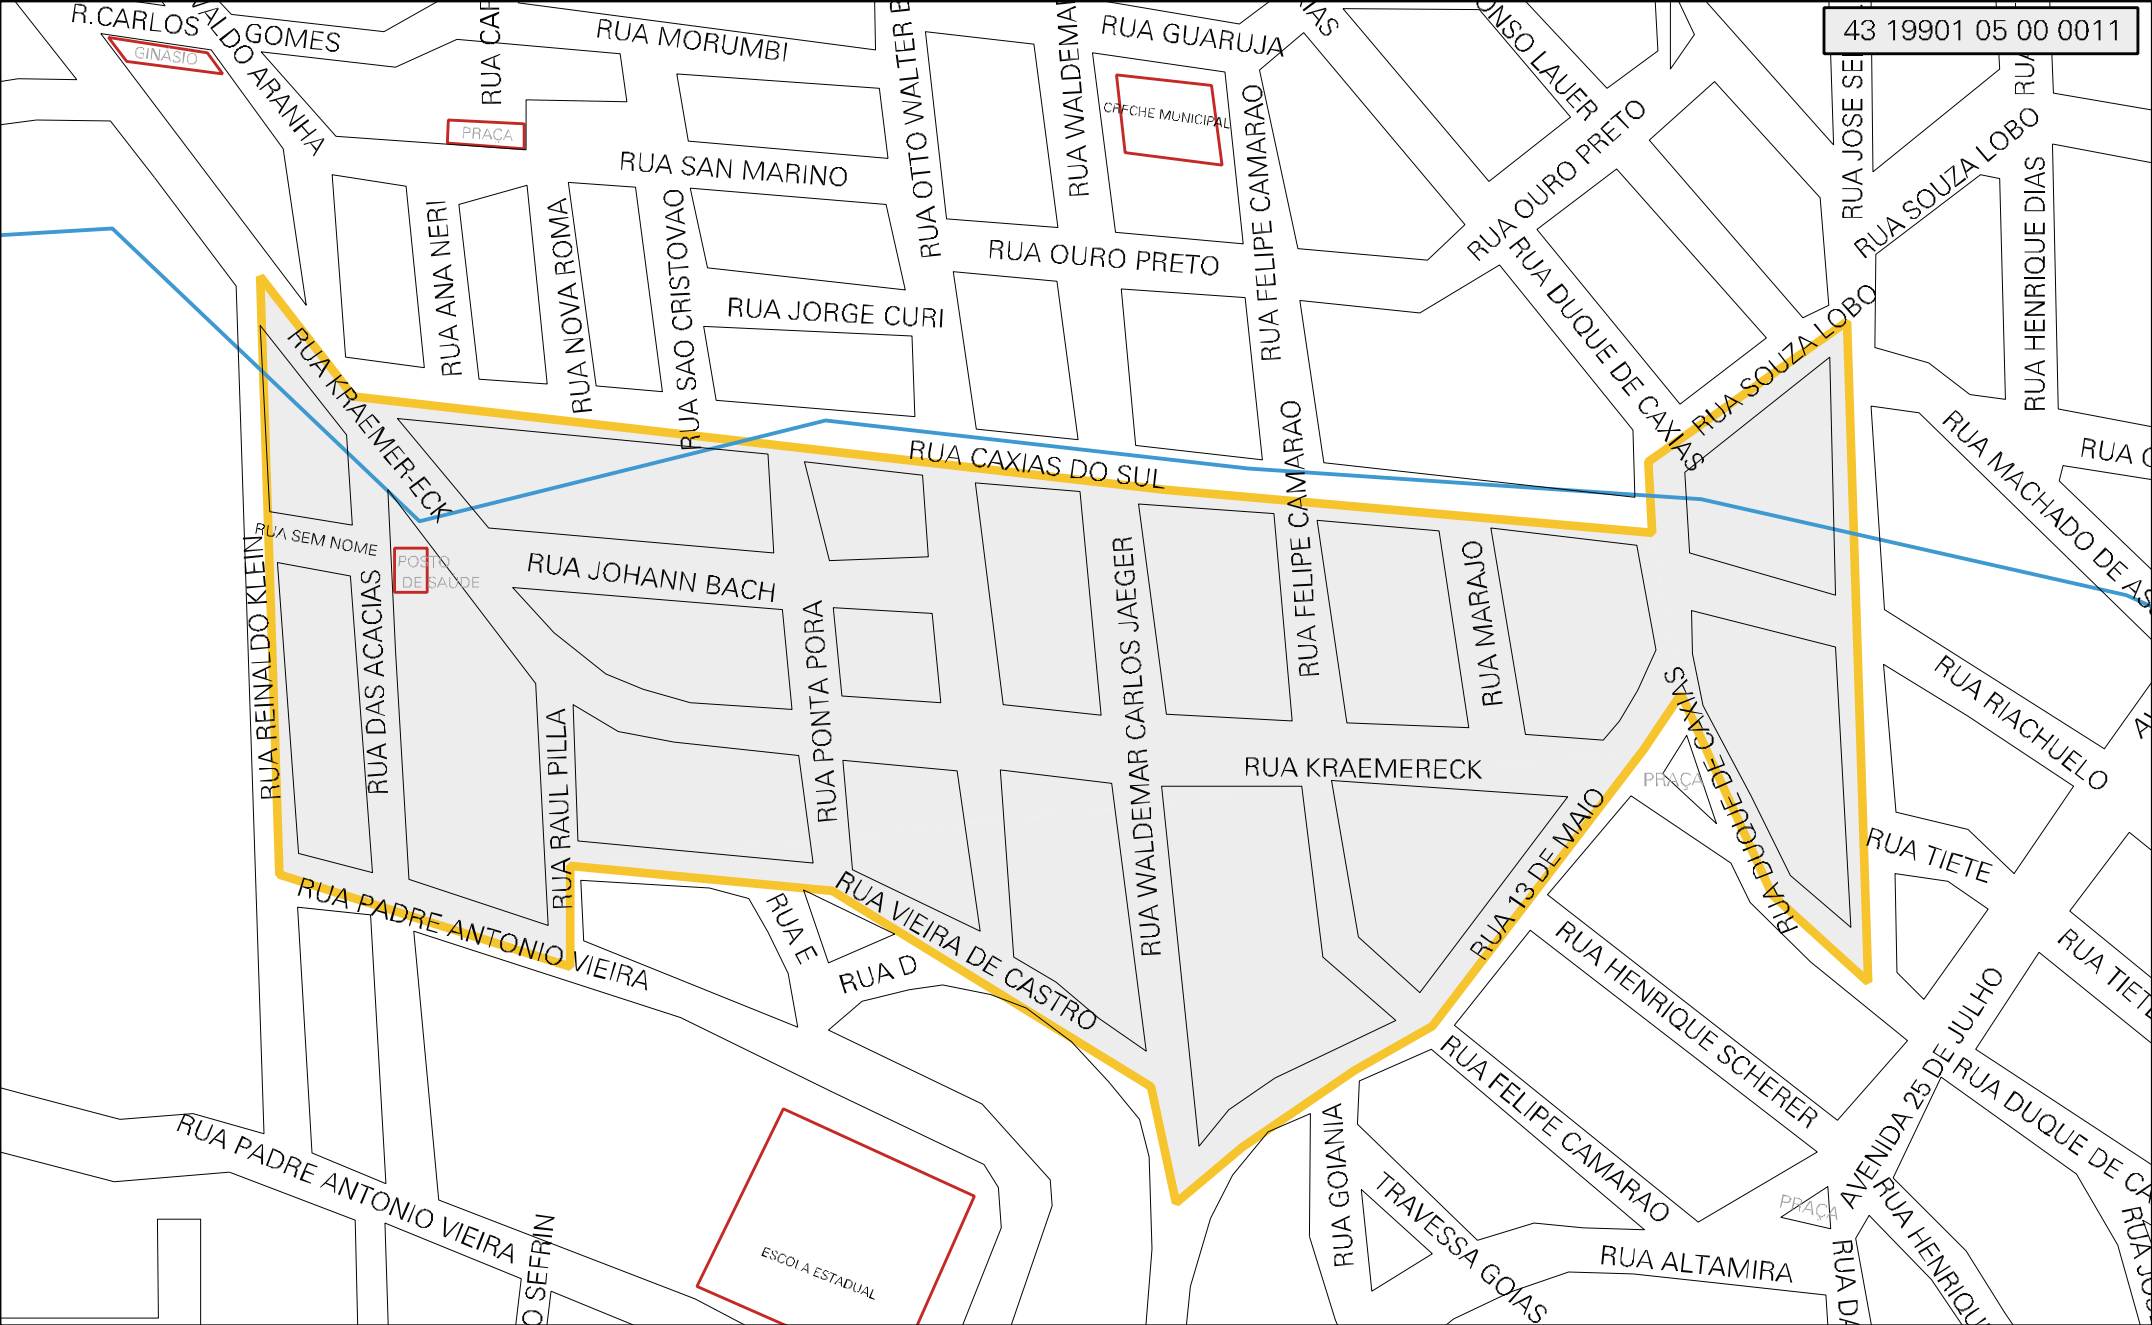 43 19901 05 00 0011
R.CARLOS GOMES
GINASIO
RUA MORUMBI
RUA GUARUJA
CRECHE MUNICIPAL
PRAÇA
RUA SAN MARINO
RUA OURO PRETO
RUA OURO PRETO
RUA SOUZA LOBO
RUA JOSE
RUA HENRIQUE DIAS
RUA ANA NERI
RUA NOVA ROMA
RUA SAO CRISTOVAO
RUA OTTO WALTER
RUA FELIPE CAMARAO
RUA JORGE CURI
RUA DUQUE DE CAXIAS
RUA SOUZA LOBO
RUA KRAEMER-ECK
RUA CAXIAS DO SUL
RUA MACHADO DE
RUA SEM NOME
POSTO
DE SAUDE
RUA JOHANN BACH
RUA REINALDO KLEIN
RUA DAS ACACIAS
RUA RAUL PILLA
RUA PONTA PORA
RUA WALDEMAR CARLOS JAEGER
RUA FELIPE CAMARAO
RUA MARAJO
RUA KRAEMERECK
PRAÇA
RUA DUQUE DE CAXIAS
RUA RIACHUELO
RUA TIETE
RUA TIETE
RUA PADRE ANTONIO VIEIRA
RUA E
RUA D
RUA VIEIRA DE CASTRO
RUA 13 DE MAIO
RUA HENRIQUE SCHERER
RUA FELIPE CAMARAO
AVENIDA 25 DE JULHO
RUA DUQUE DE
RUA PADRE ANTONIO VIEIRA
ESCOLA ESTADUAL
RUA GOIANIA
TRAVESSA GOIAS
RUA ALTAMIRA
PRAÇA
SEFRIN